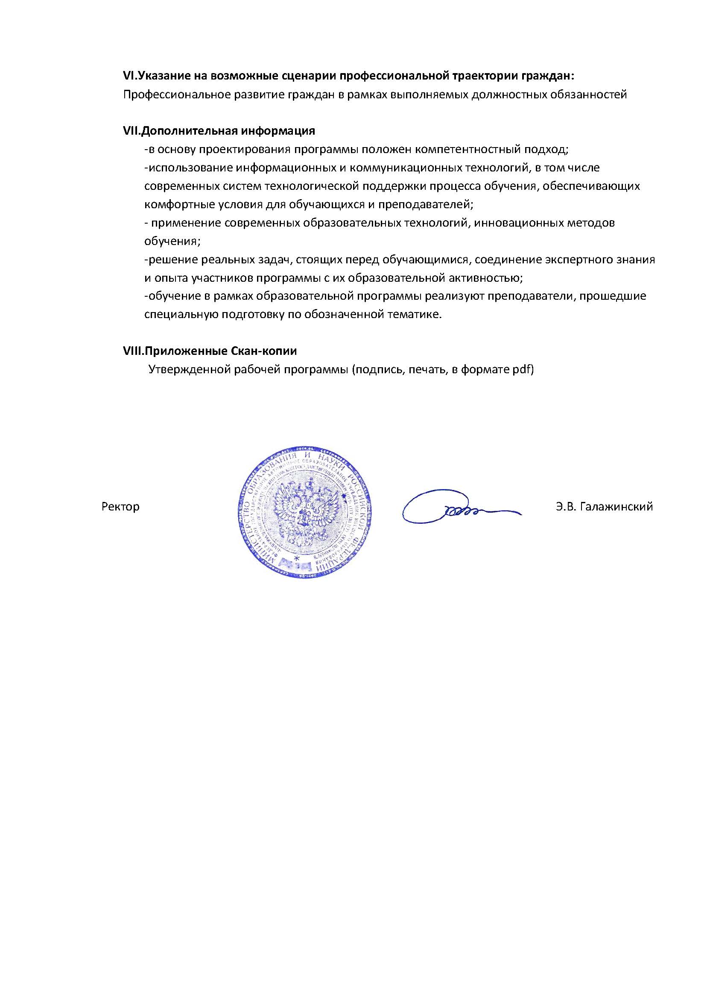 VI.Указание на возможные сценарии профессиональной траектории граждан:
Профессиональное развитие граждан в рамках выполняемых должностных обязанностей
VII.Дополнительная информация
-в основу проектирования программы положен компетентностный подход;
-использование информационных и коммуникационных технологий, в том числе
современных систем технологической поддержки процесса обучения, обеспечивающих
комфортные условия для обучающихся и преподавателей;
- применение современных образовательных технологий, инновационных методов
обучения;
-решение реальных задач, стоящих перед обучающимися, соединение экспертного знания
и опыта участников программы с их образовательной активностью;
-обучение в рамках образовательной программы реализуют преподаватели, прошедшие
специальную подготовку по обозначенной тематике.
VIII.Приложенные Скан-копии
Утвержденной рабочей программы (подпись, печать, в формате pdf)
МИНИСТЕРСТВО ОБРАЗОВАНИЯ И НАУКИ РОССИЙСКОЙ ФЕДЕРАЦИИ
Ректор
Э.В. Галажинский